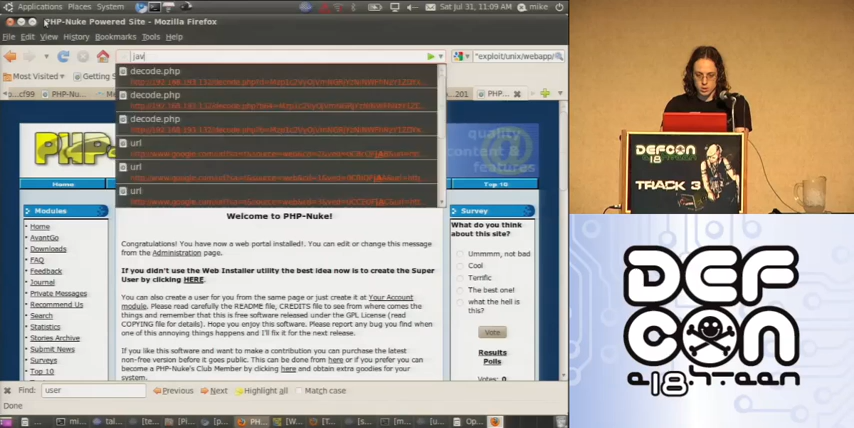 Applications Places System
Sat Jul 31, 11:09 AM mike
PHP-Nuke Powered Site - Mozilla Firefox
File Edit View History Bookmarks Tools Help
jav
"exploit/unix/webapp/
Most Visited Getting
decode.php
decode.php
decode.php
url
url
url
PHP-
quality
content &
features
Home
Top 10
Modules
Home
AvantGo
Downloads
FAQ
Feedback
Journal
Private Messages
Recommend Us
Search
Statistics
Stories Archive
Submit News
Surveys
Top 10
Welcome to PHP-Nuke!
Congratulations! You have now a web portal installed!. You can edit or change this message
from the Administration page.
If you didn't use the Web Installer utility the best idea now is to create the Super
User by clicking HERE.
You can also create a user for you from the same page or just create it at Your Account
module. Please read carefully the README file, CREDITS file to see from where comes the
things and remember that this is free software released under the GPL License (read
COPYING file for details). Hope you enjoy this software. Please report any bug you find when
one of this annoying things happens and I'll fix it for the next release.
If you like this software and want to make a contribution you can purchase the latest
non-free version before it goes public. This can be done from here or if you prefer you can
become a PHP-Nuke's Club Member by clicking here and obtain extra goodies for your
system.
Survey
What do you think
about this site?
Ummmm, not bad
Cool
Terrific
The best one!
what the hell is
this?
Vote
Results
Polls
Votes: 0
Find: user Previous Next Highlight all Match case
Done
DEFCON
18
TRACK 3
DEF
CON
e18hteen